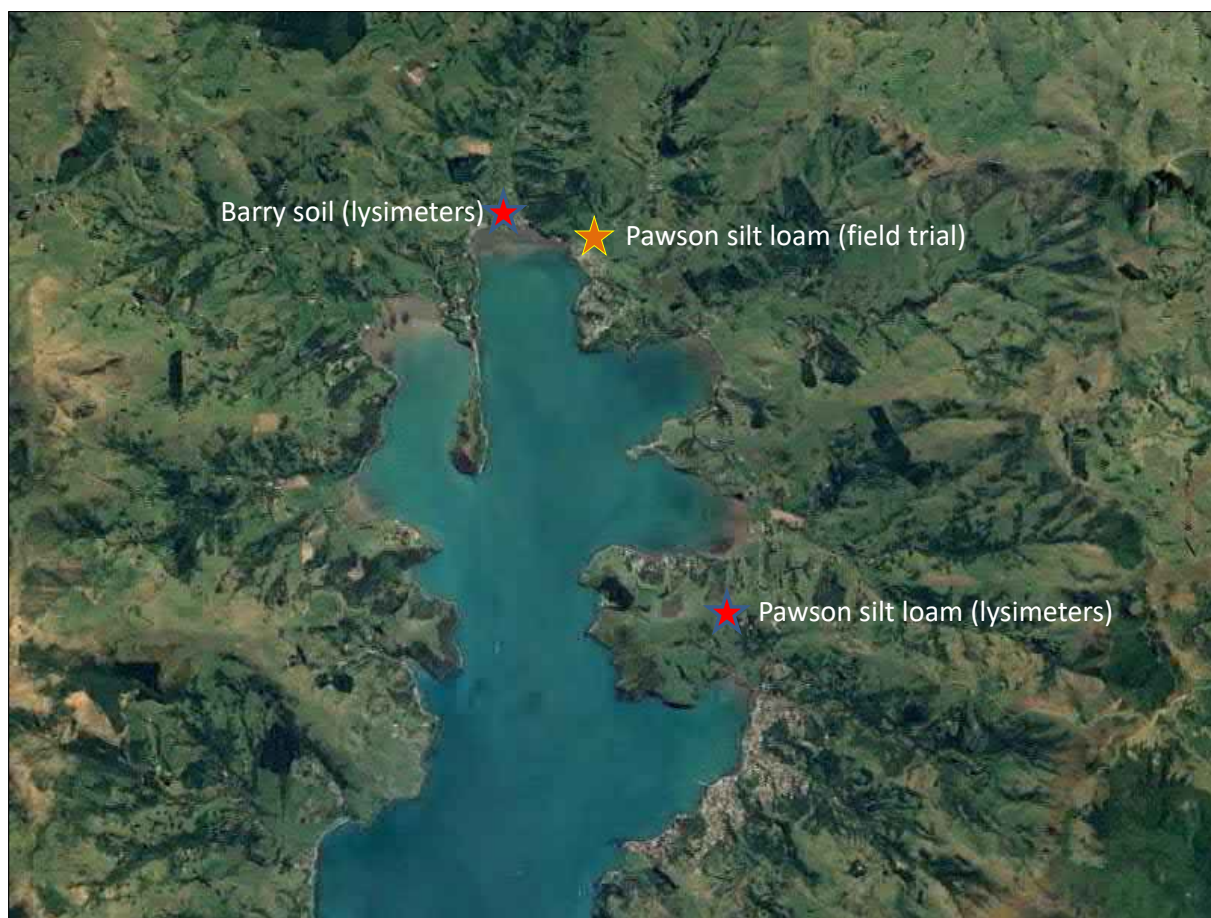 Barry soil (lysimeters)
Pawson silt loam (field trial)
Pawson silt loam (lysimeters)